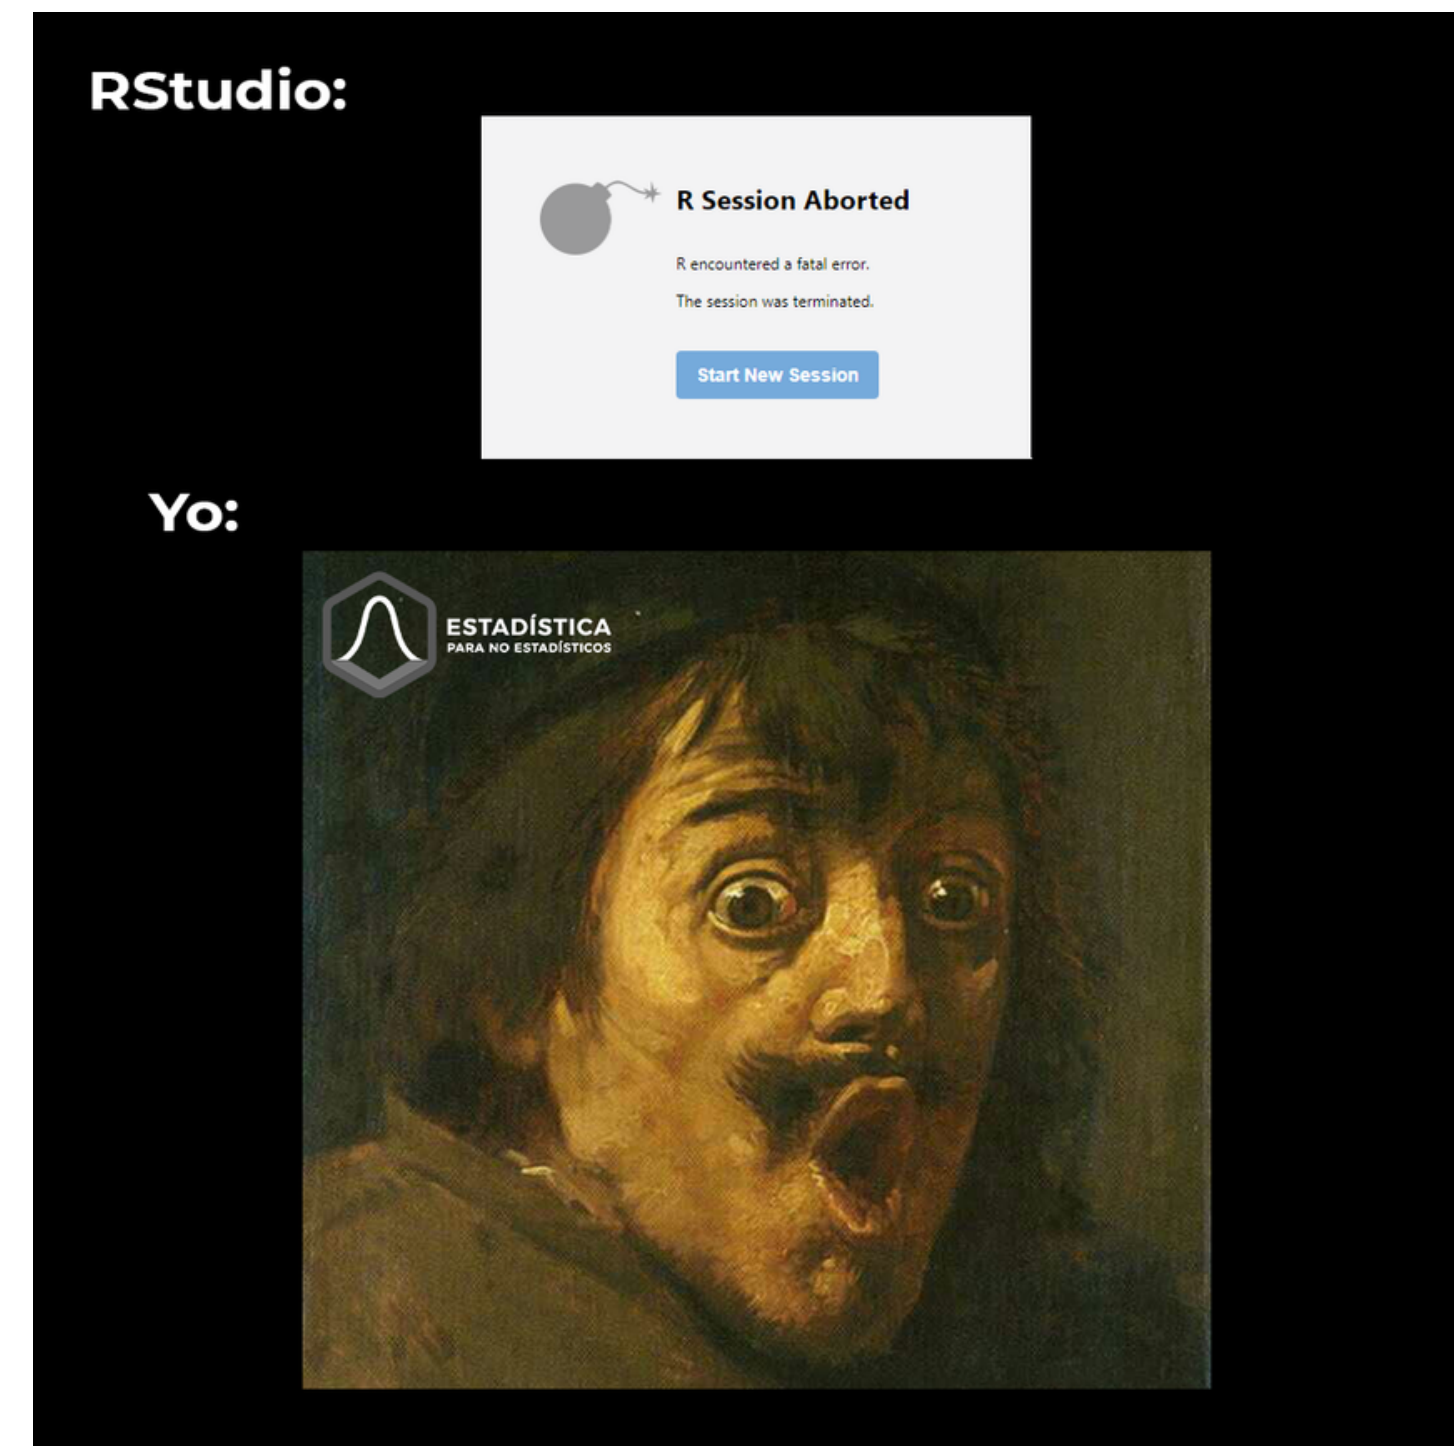 RStudio:
R Session Aborted
R encountered a fatal error.
The session was terminated.
Start New Session
Yo:
ESTADÍSTICA
PARA NO ESTADÍSTICOS